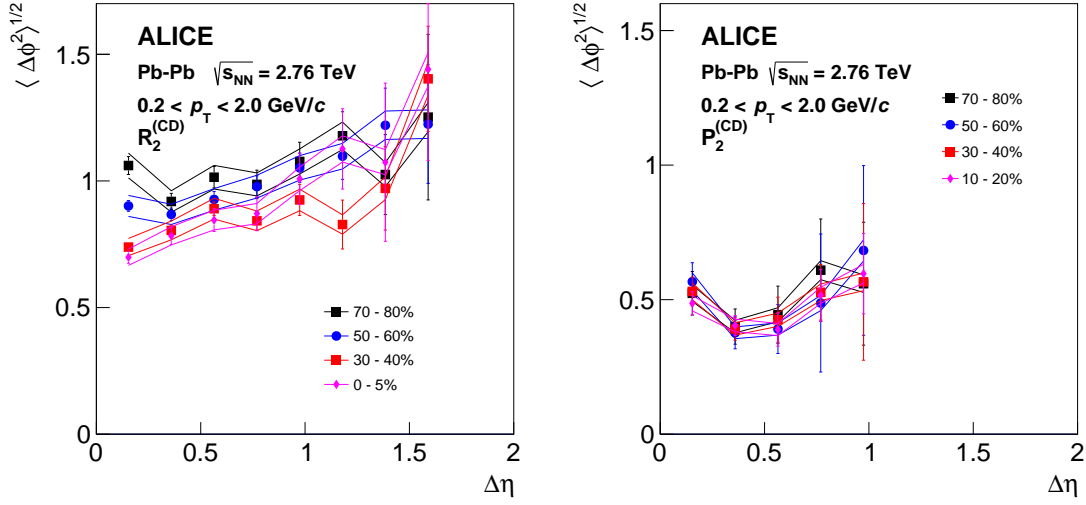 ⟨ Δϕ²⟩^1/2
ALICE
Pb-Pb √s_NN = 2.76 TeV
0.2 < p_T < 2.0 GeV/c
R_2^(CD)
70 - 80%
50 - 60%
30 - 40%
0 - 5%
1.5
1
0.5
0
0 0.5 1 1.5 2
Δη
⟨ Δϕ²⟩^1/2
ALICE
Pb-Pb √s_NN = 2.76 TeV
0.2 < p_T < 2.0 GeV/c
P_2^(CD)
70 - 80%
50 - 60%
30 - 40%
10 - 20%
1.5
1
0.5
0
0 0.5 1 1.5 2
Δη